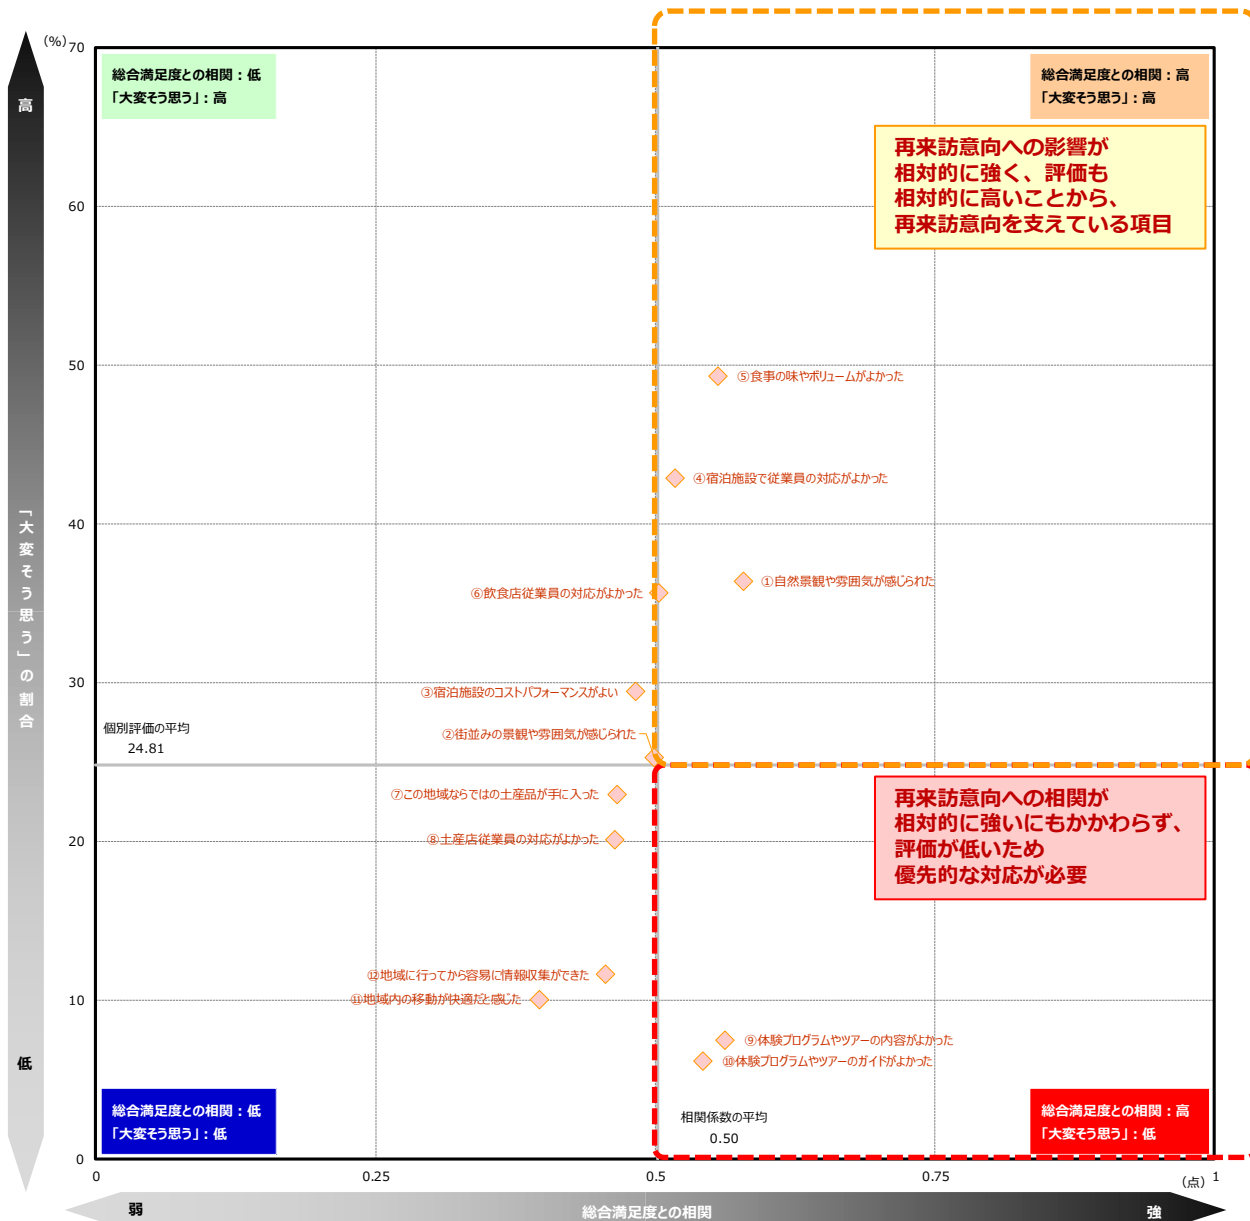 (%)
70
60
50
40
30
20
10
0
高
「大変そう思う」の割合
低
総合満足度との相関：低
「大変そう思う」：高
総合満足度との相関：高
「大変そう思う」：高
再来訪意向への影響が
相対的に強く、評価も
相対的に高いことから、
再来訪意向を支えている項目
⑤食事の味やボリュームがよかった
④宿泊施設で従業員の対応がよかった
①自然景観や雰囲気が感じられた
⑥飲食店従業員の対応がよかった
③宿泊施設のコストパフォーマンスがよい
②街並みの景観や雰囲気が感じられた
個別評価の平均
24.81
⑦この地域ならではの土産品が手に入った
⑧土産店従業員の対応がよかった
再来訪意向への相関が
相対的に強いにもかかわらず、
評価が低いため
優先的な対応が必要
⑫地域に行ってから容易に情報収集ができた
⑪地域内の移動が快適だと感じた
⑨体験プログラムやツアーの内容がよかった
⑩体験プログラムやツアーのガイドがよかった
総合満足度との相関：低
「大変そう思う」：低
相関係数の平均
0.50
総合満足度との相関：高
「大変そう思う」：低
0
0.25
0.5
0.75
(点)
1
弱
総合満足度との相関
強